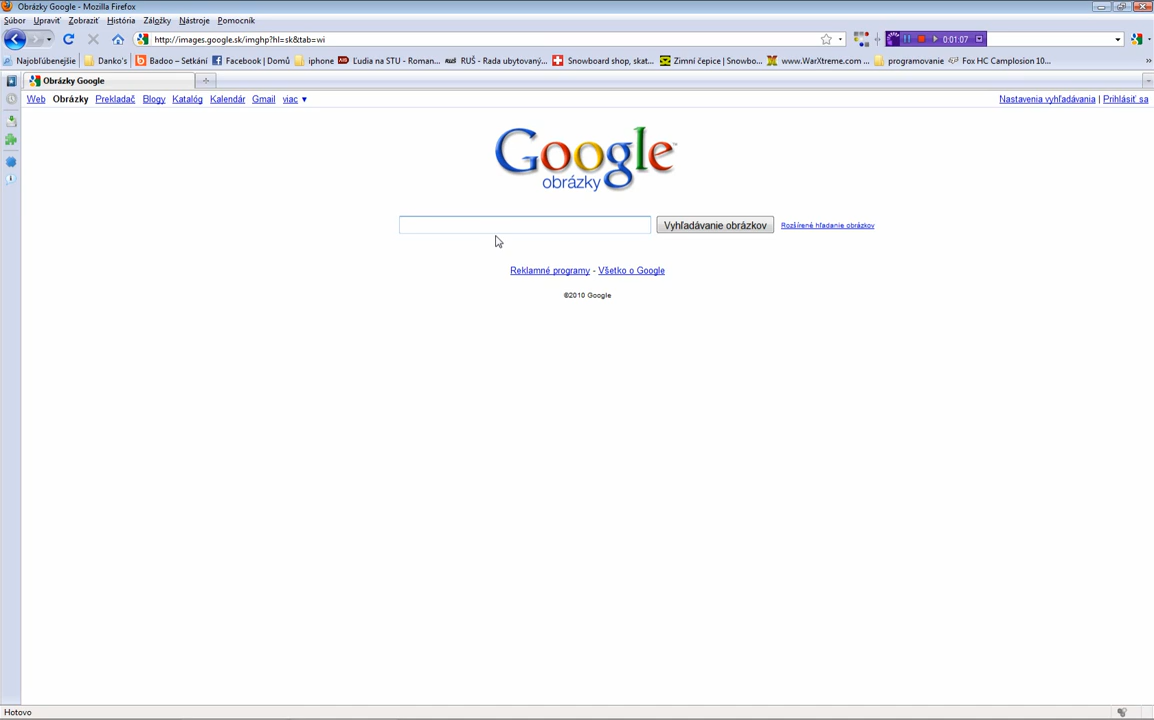 Obrázky Google - Mozilla Firefox
Súbor Upraviť Zobraziť História Záložky Nástroje Pomocník
http://images.google.sk/imghp?hl=sk&tab=wi
0:01:07
Najobľúbenejšie Danko's Badoo – Setkání Facebook | Domů iphone Ľudia na STU - Roman... RUŠ - Rada ubytovaný... Snowboard shop, skat... Zimní čepice | Snowbo... www.WarXtreme.com ... programovanie Fox HC Camplosion 10...
Obrázky Google
Web Obrázky Prekladač Blogy Katalóg Kalendár Gmail viac ▼ Nastavenia vyhľadávania | Prihlásiť sa
Google™
obrázky
Vyhľadávanie obrázkov Rozšírené hľadanie obrázkov
Reklamné programy - Všetko o Google
©2010 Google
Hotovo